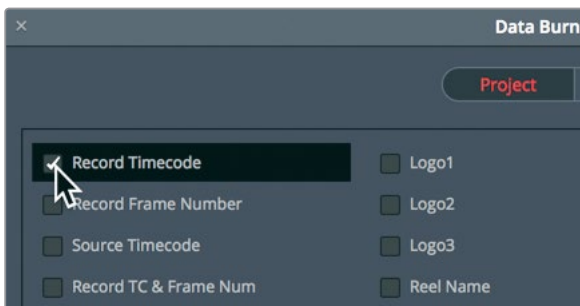 Data Burn
Project
Record Timecode
Logo1
Record Frame Number
Logo2
Source Timecode
Logo3
Record TC & Frame Num
Reel Name